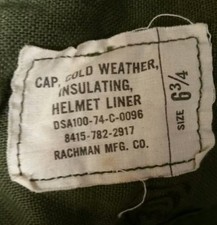 CAP, COLD WEATHER,
INSULATING,
HELMET LINER
DSA100-74-C-0096
8415-782-2917
RACHMAN MFG. CO.
SIZE 6 3/4